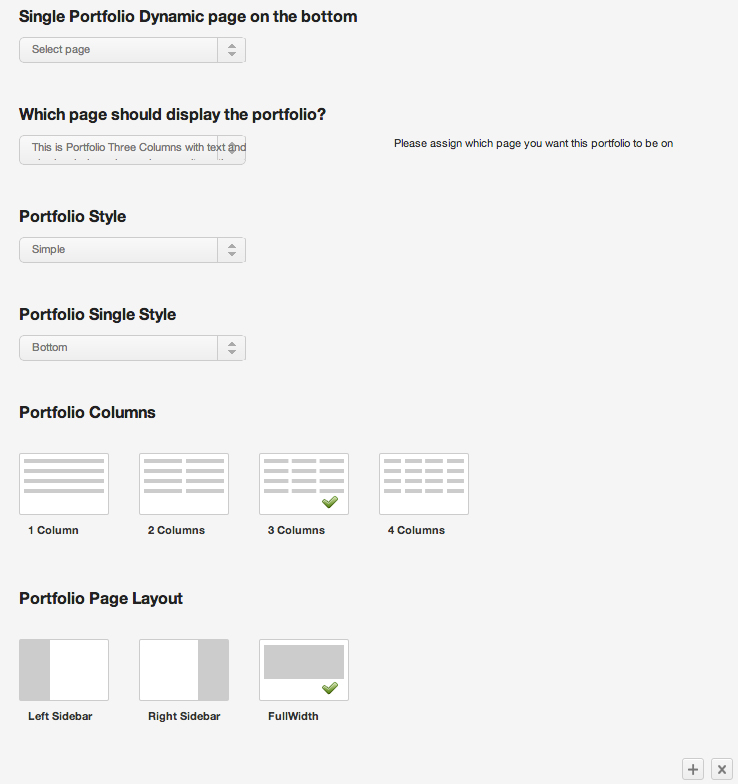 Single Portfolio Dynamic page on the bottom
Select page
Which page should display the portfolio?
This is Portfolio Three Columns with text and
Please assign which page you want this portfolio to be on
Portfolio Style
Simple
Portfolio Single Style
Bottom
Portfolio Columns
1 Column
2 Columns
3 Columns
4 Columns
Portfolio Page Layout
Left Sidebar
Right Sidebar
FullWidth